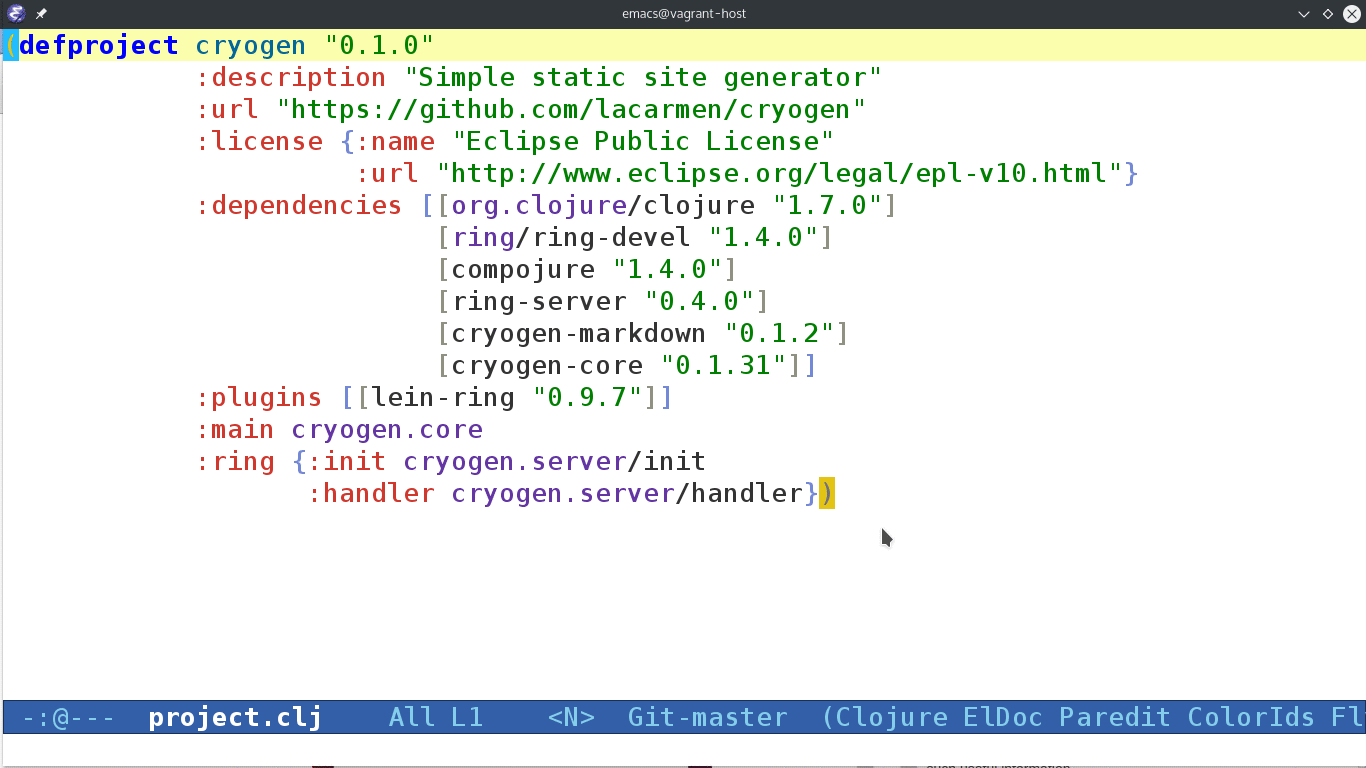 emacs@vagrant-host
(defproject cryogen "0.1.0"
:description "Simple static site generator"
:url "https://github.com/lacarmen/cryogen"
:license {:name "Eclipse Public License"
:url "http://www.eclipse.org/legal/epl-v10.html"}
:dependencies [[org.clojure/clojure "1.7.0"]
[ring/ring-devel "1.4.0"]
[compojure "1.4.0"]
[ring-server "0.4.0"]
[cryogen-markdown "0.1.2"]
[cryogen-core "0.1.31"]]
:plugins [[lein-ring "0.9.7"]]
:main cryogen.core
:ring {:init cryogen.server/init
:handler cryogen.server/handler})
-:@--- project.clj All L1 <N> Git-master (Clojure ElDoc Paredit ColorIds Fl